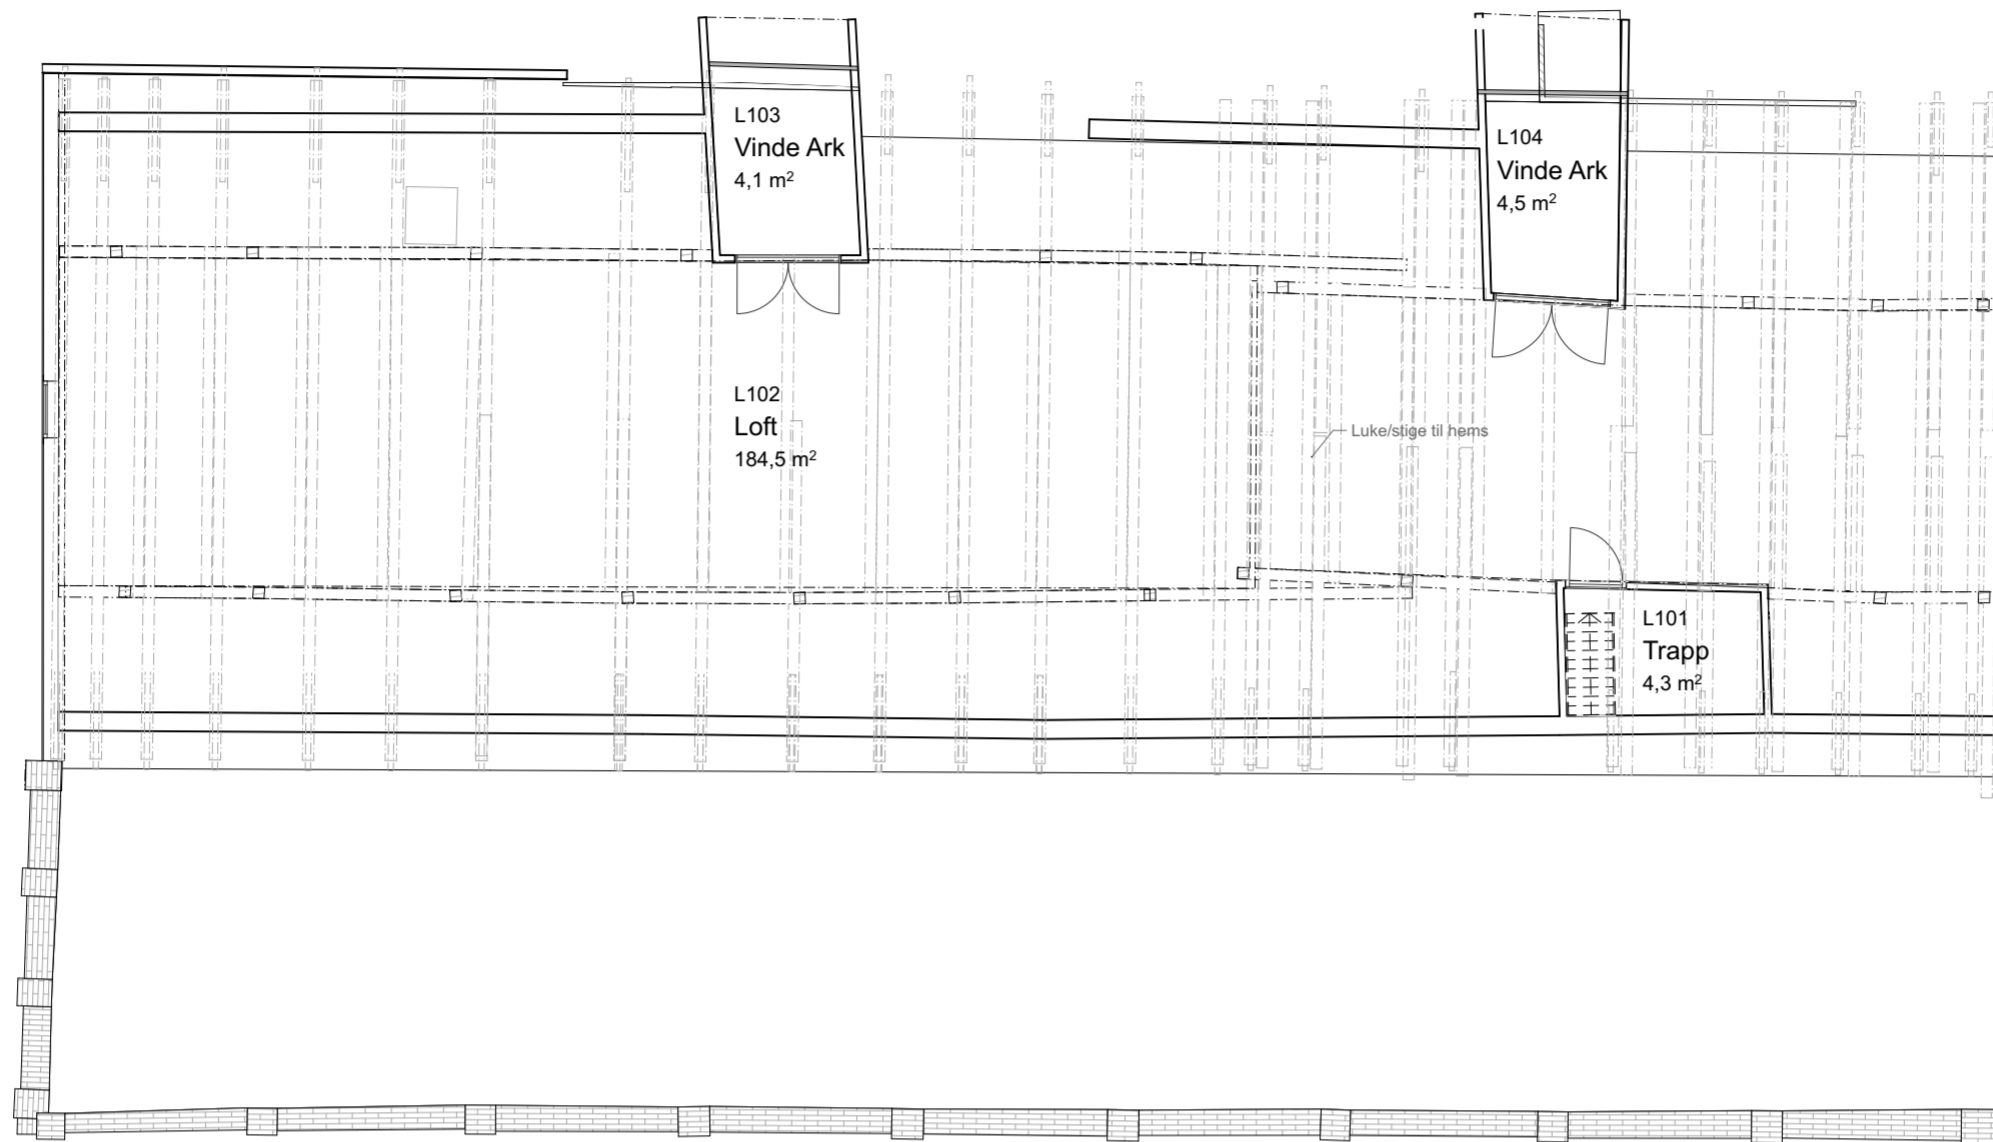 L103
Vinde Ark
4,1 m²
L104
Vinde Ark
4,5 m²
L102
Loft
184,5 m²
Luke/stige til hems
L101
Trapp
4,3 m²